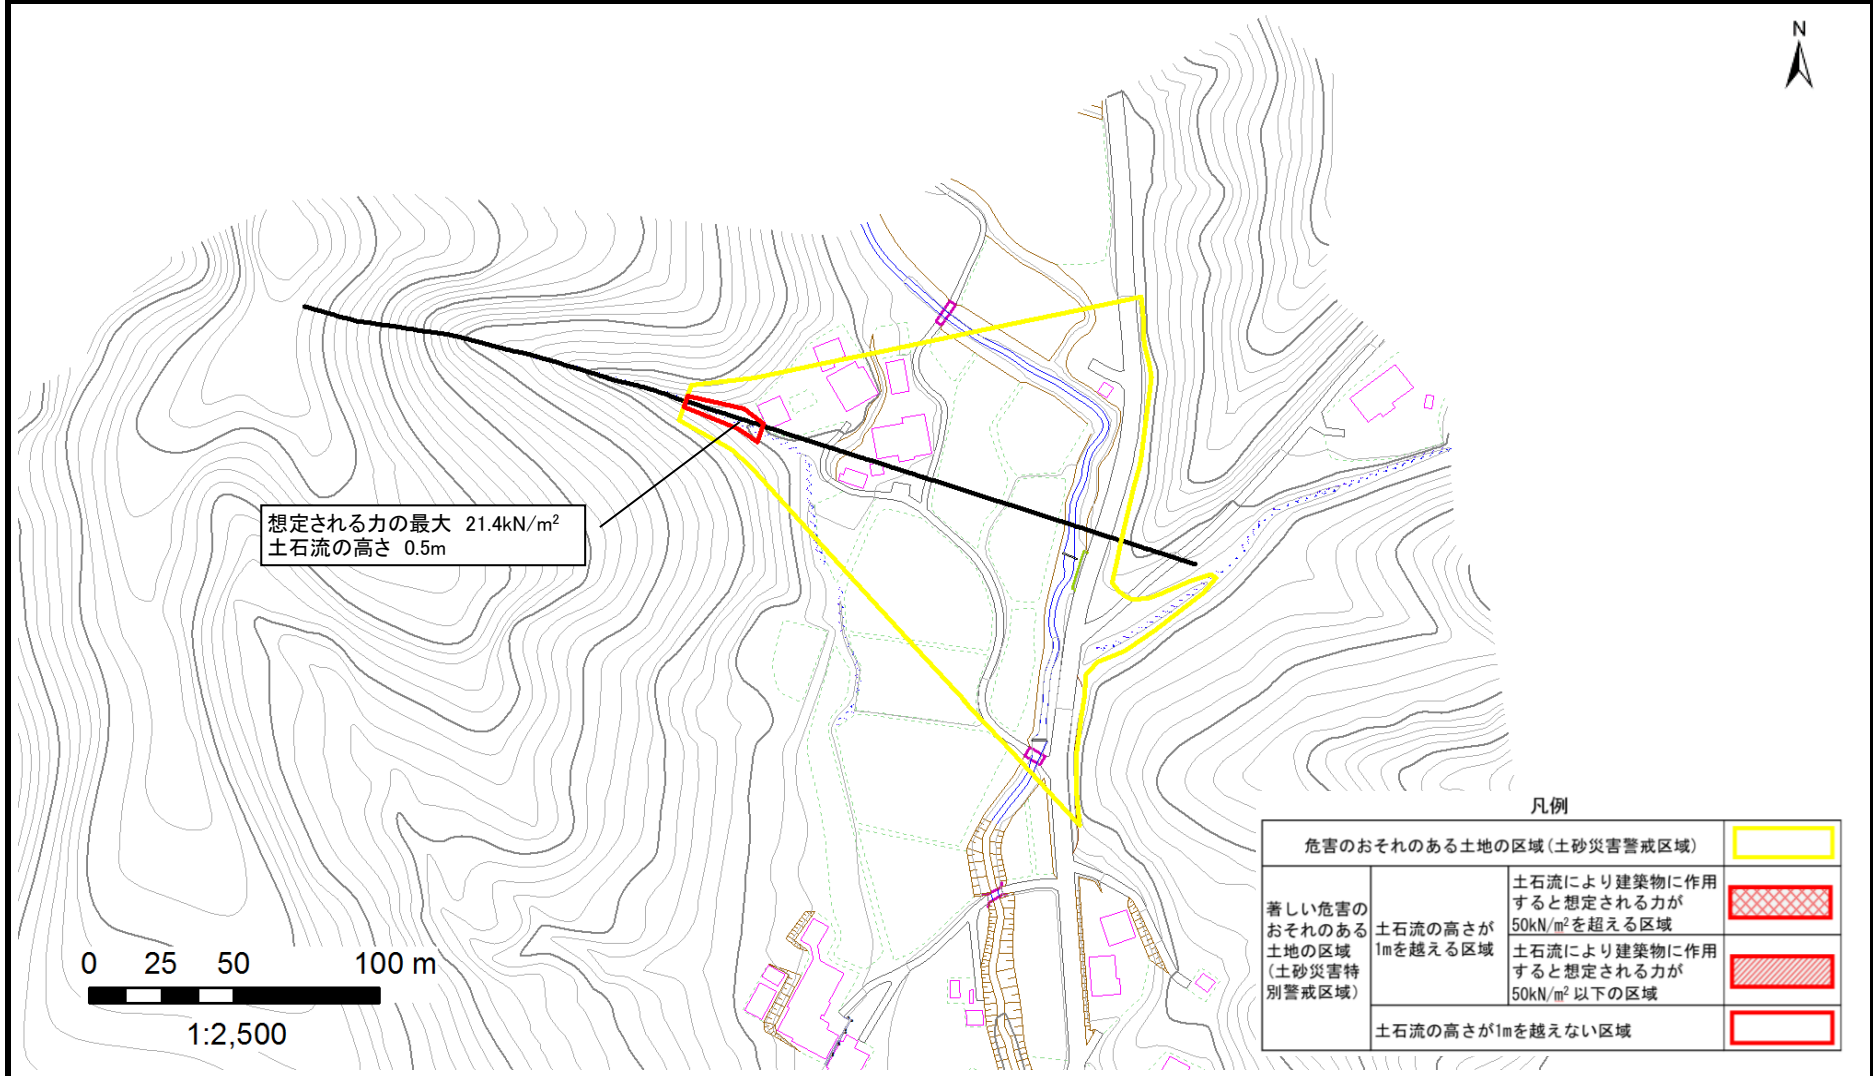 N
想定される力の最大 21.4kN/m²
土石流の高さ 0.5m
0 25 50 100 m
1:2,500
凡例
危害のおそれのある土地の区域(土砂災害警戒区域)
著しい危害の
おそれのある
土地の区域
(土砂災害特
別警戒区域)
土石流の高さが
1mを越える区域
土石流により建築物に作用
すると想定される力が
50kN/m²を超える区域
土石流により建築物に作用
すると想定される力が
50kN/m²以下の区域
土石流の高さが1mを越えない区域